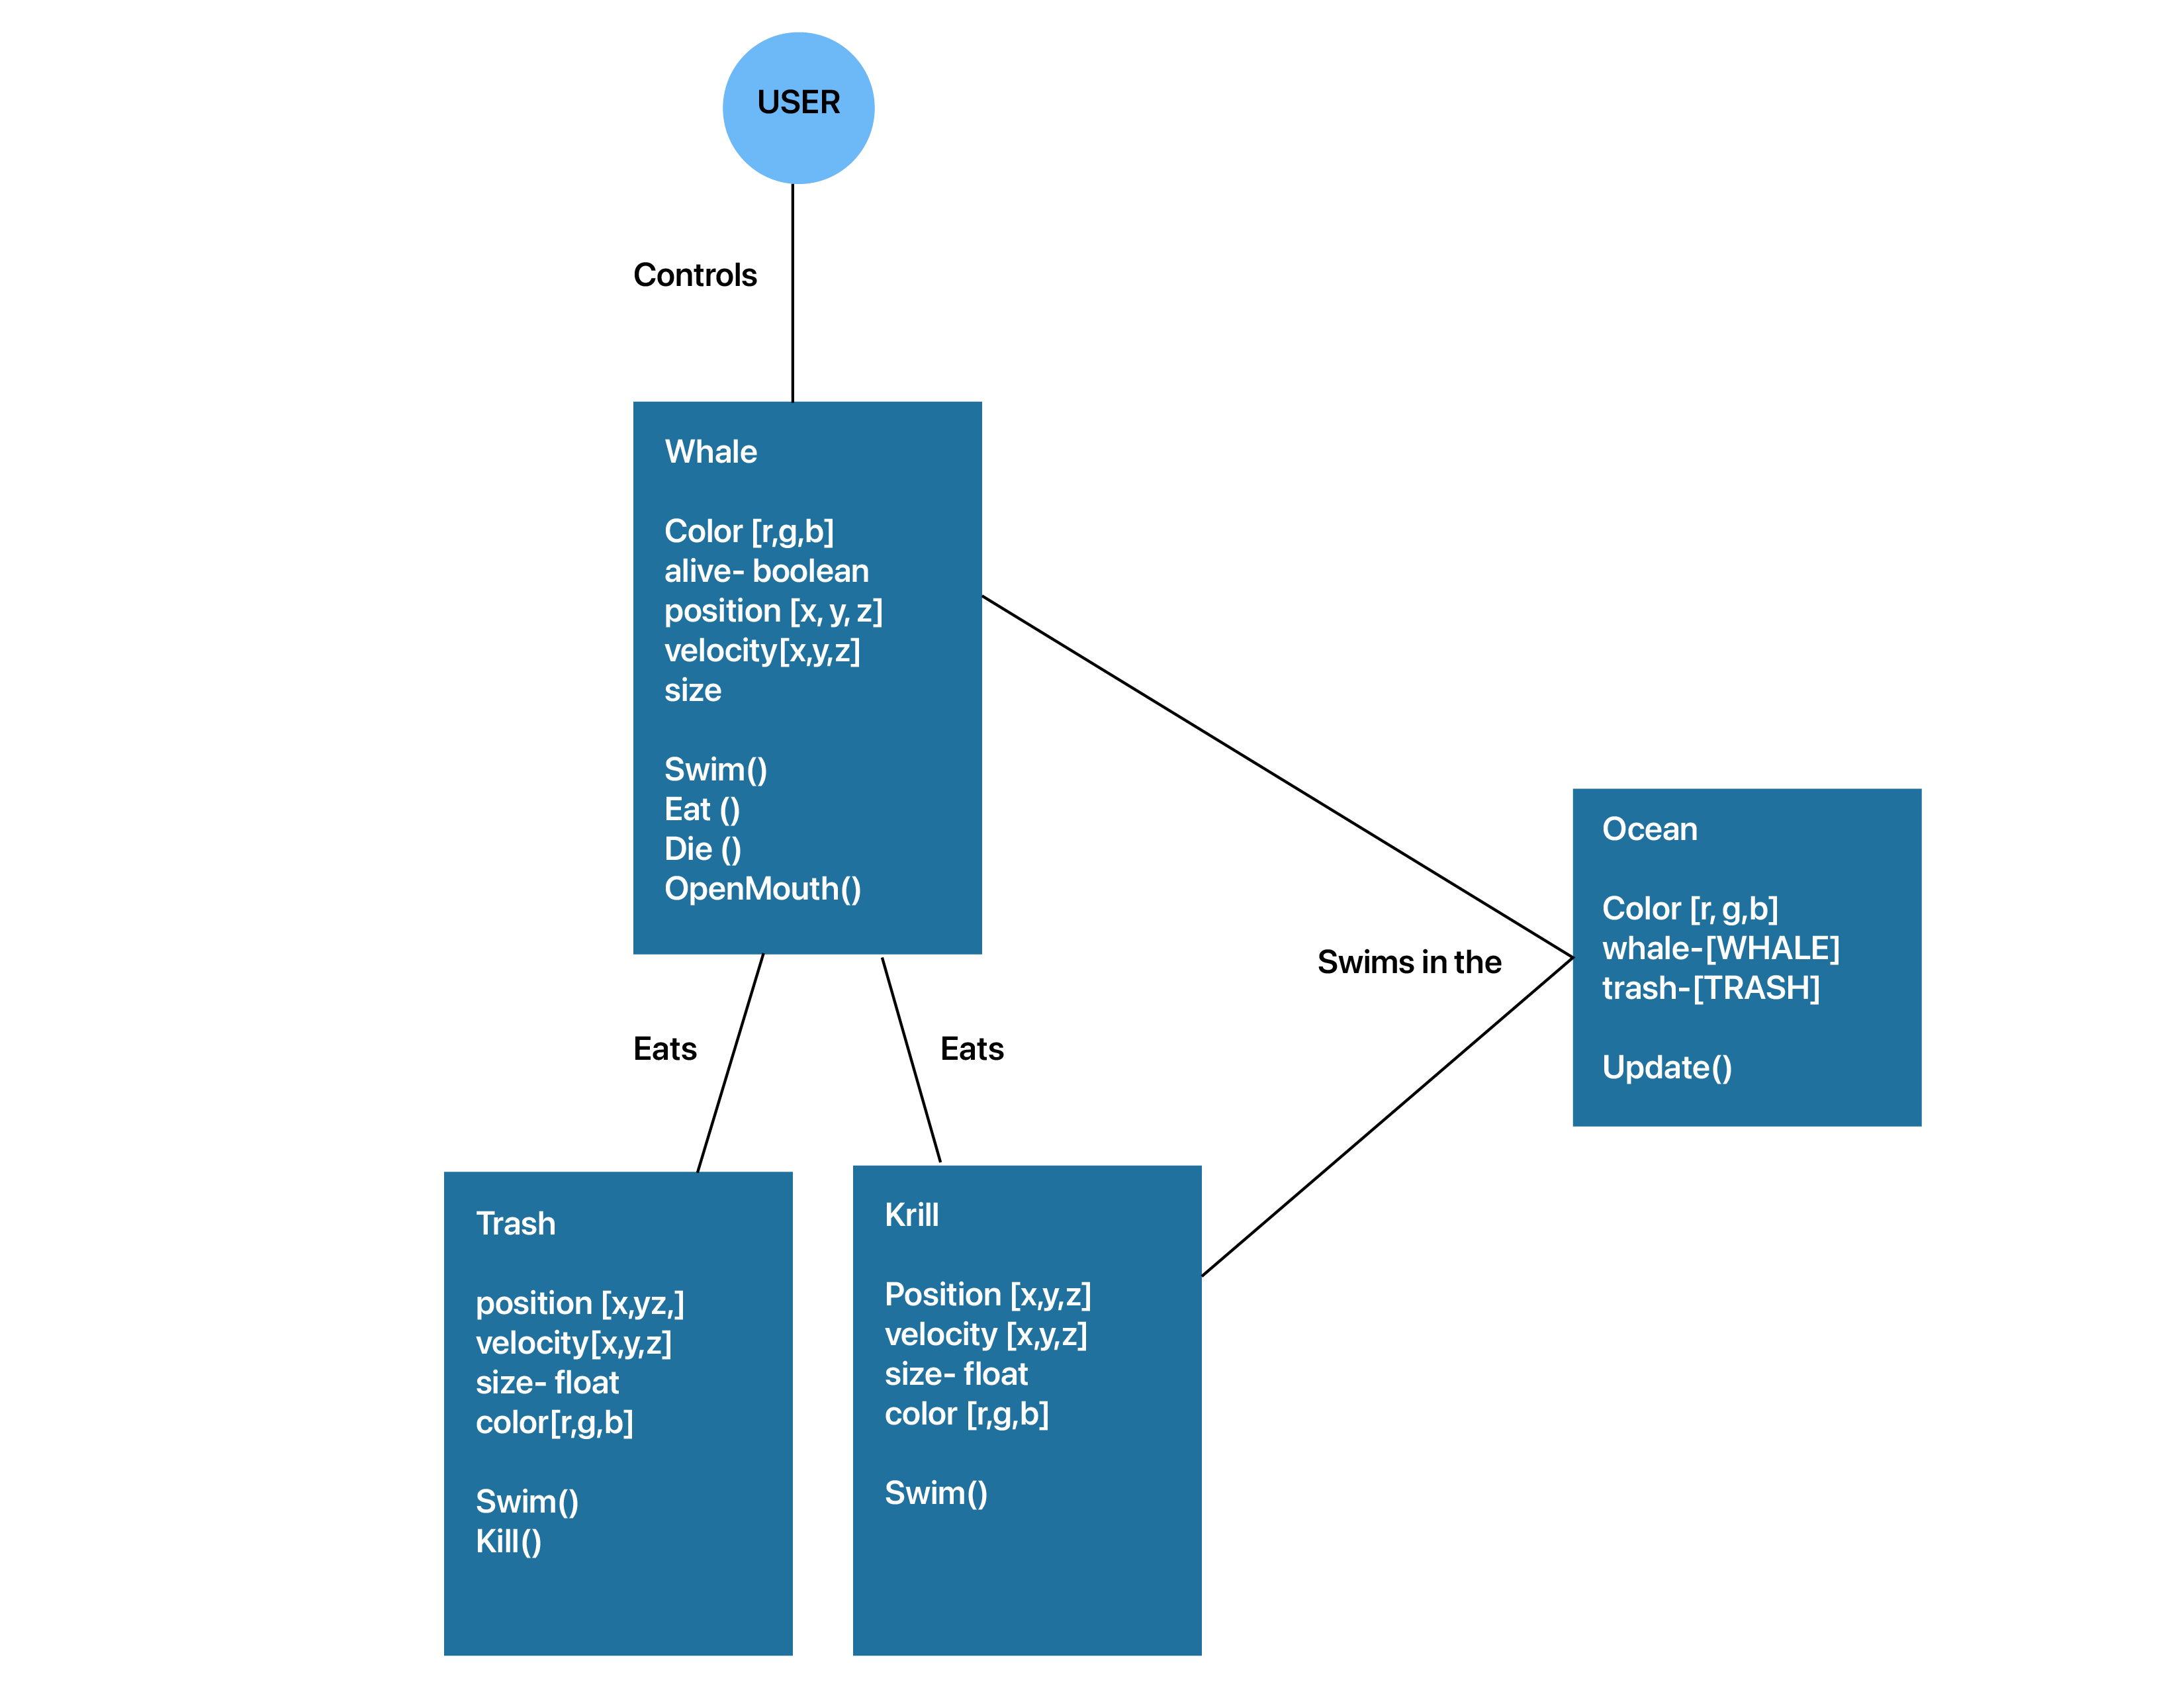 USER
Controls
Whale
Color [r,g,b]
alive- boolean
position [x, y, z]
velocity[x,y,z]
size
Swim()
Eat ()
Die ()
OpenMouth()
Swims in the
Ocean
Color [r, g,b]
whale-[WHALE]
trash-[TRASH]
Update()
Eats
Eats
Trash
position [x,yz,]
velocity[x,y,z]
size- float
color[r,g,b]
Swim()
Kill()
Krill
Position [x,y,z]
velocity [x,y,z]
size- float
color [r,g,b]
Swim()